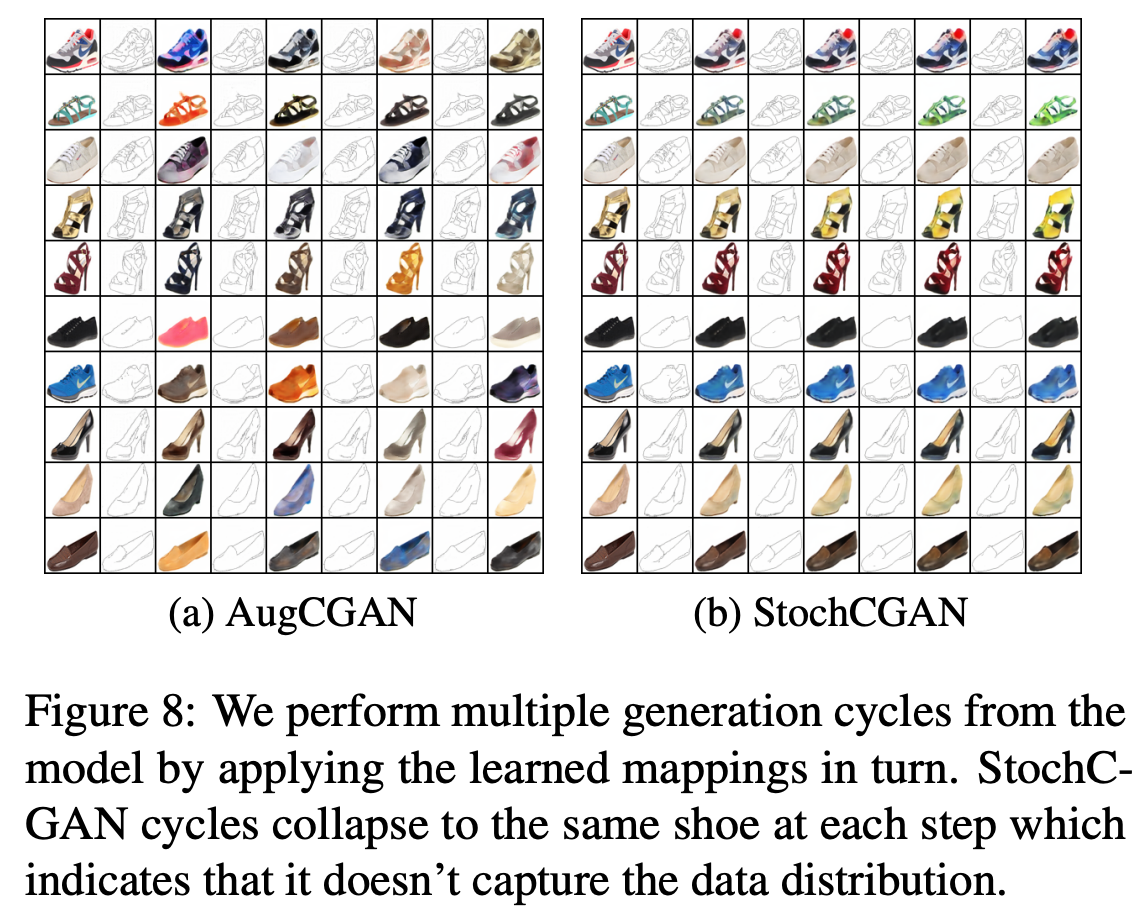 (a) AugCGAN
(b) StochCGAN
Figure 8: We perform multiple generation cycles from the
model by applying the learned mappings in turn. StochC-
GAN cycles collapse to the same shoe at each step which
indicates that it doesn’t capture the data distribution.